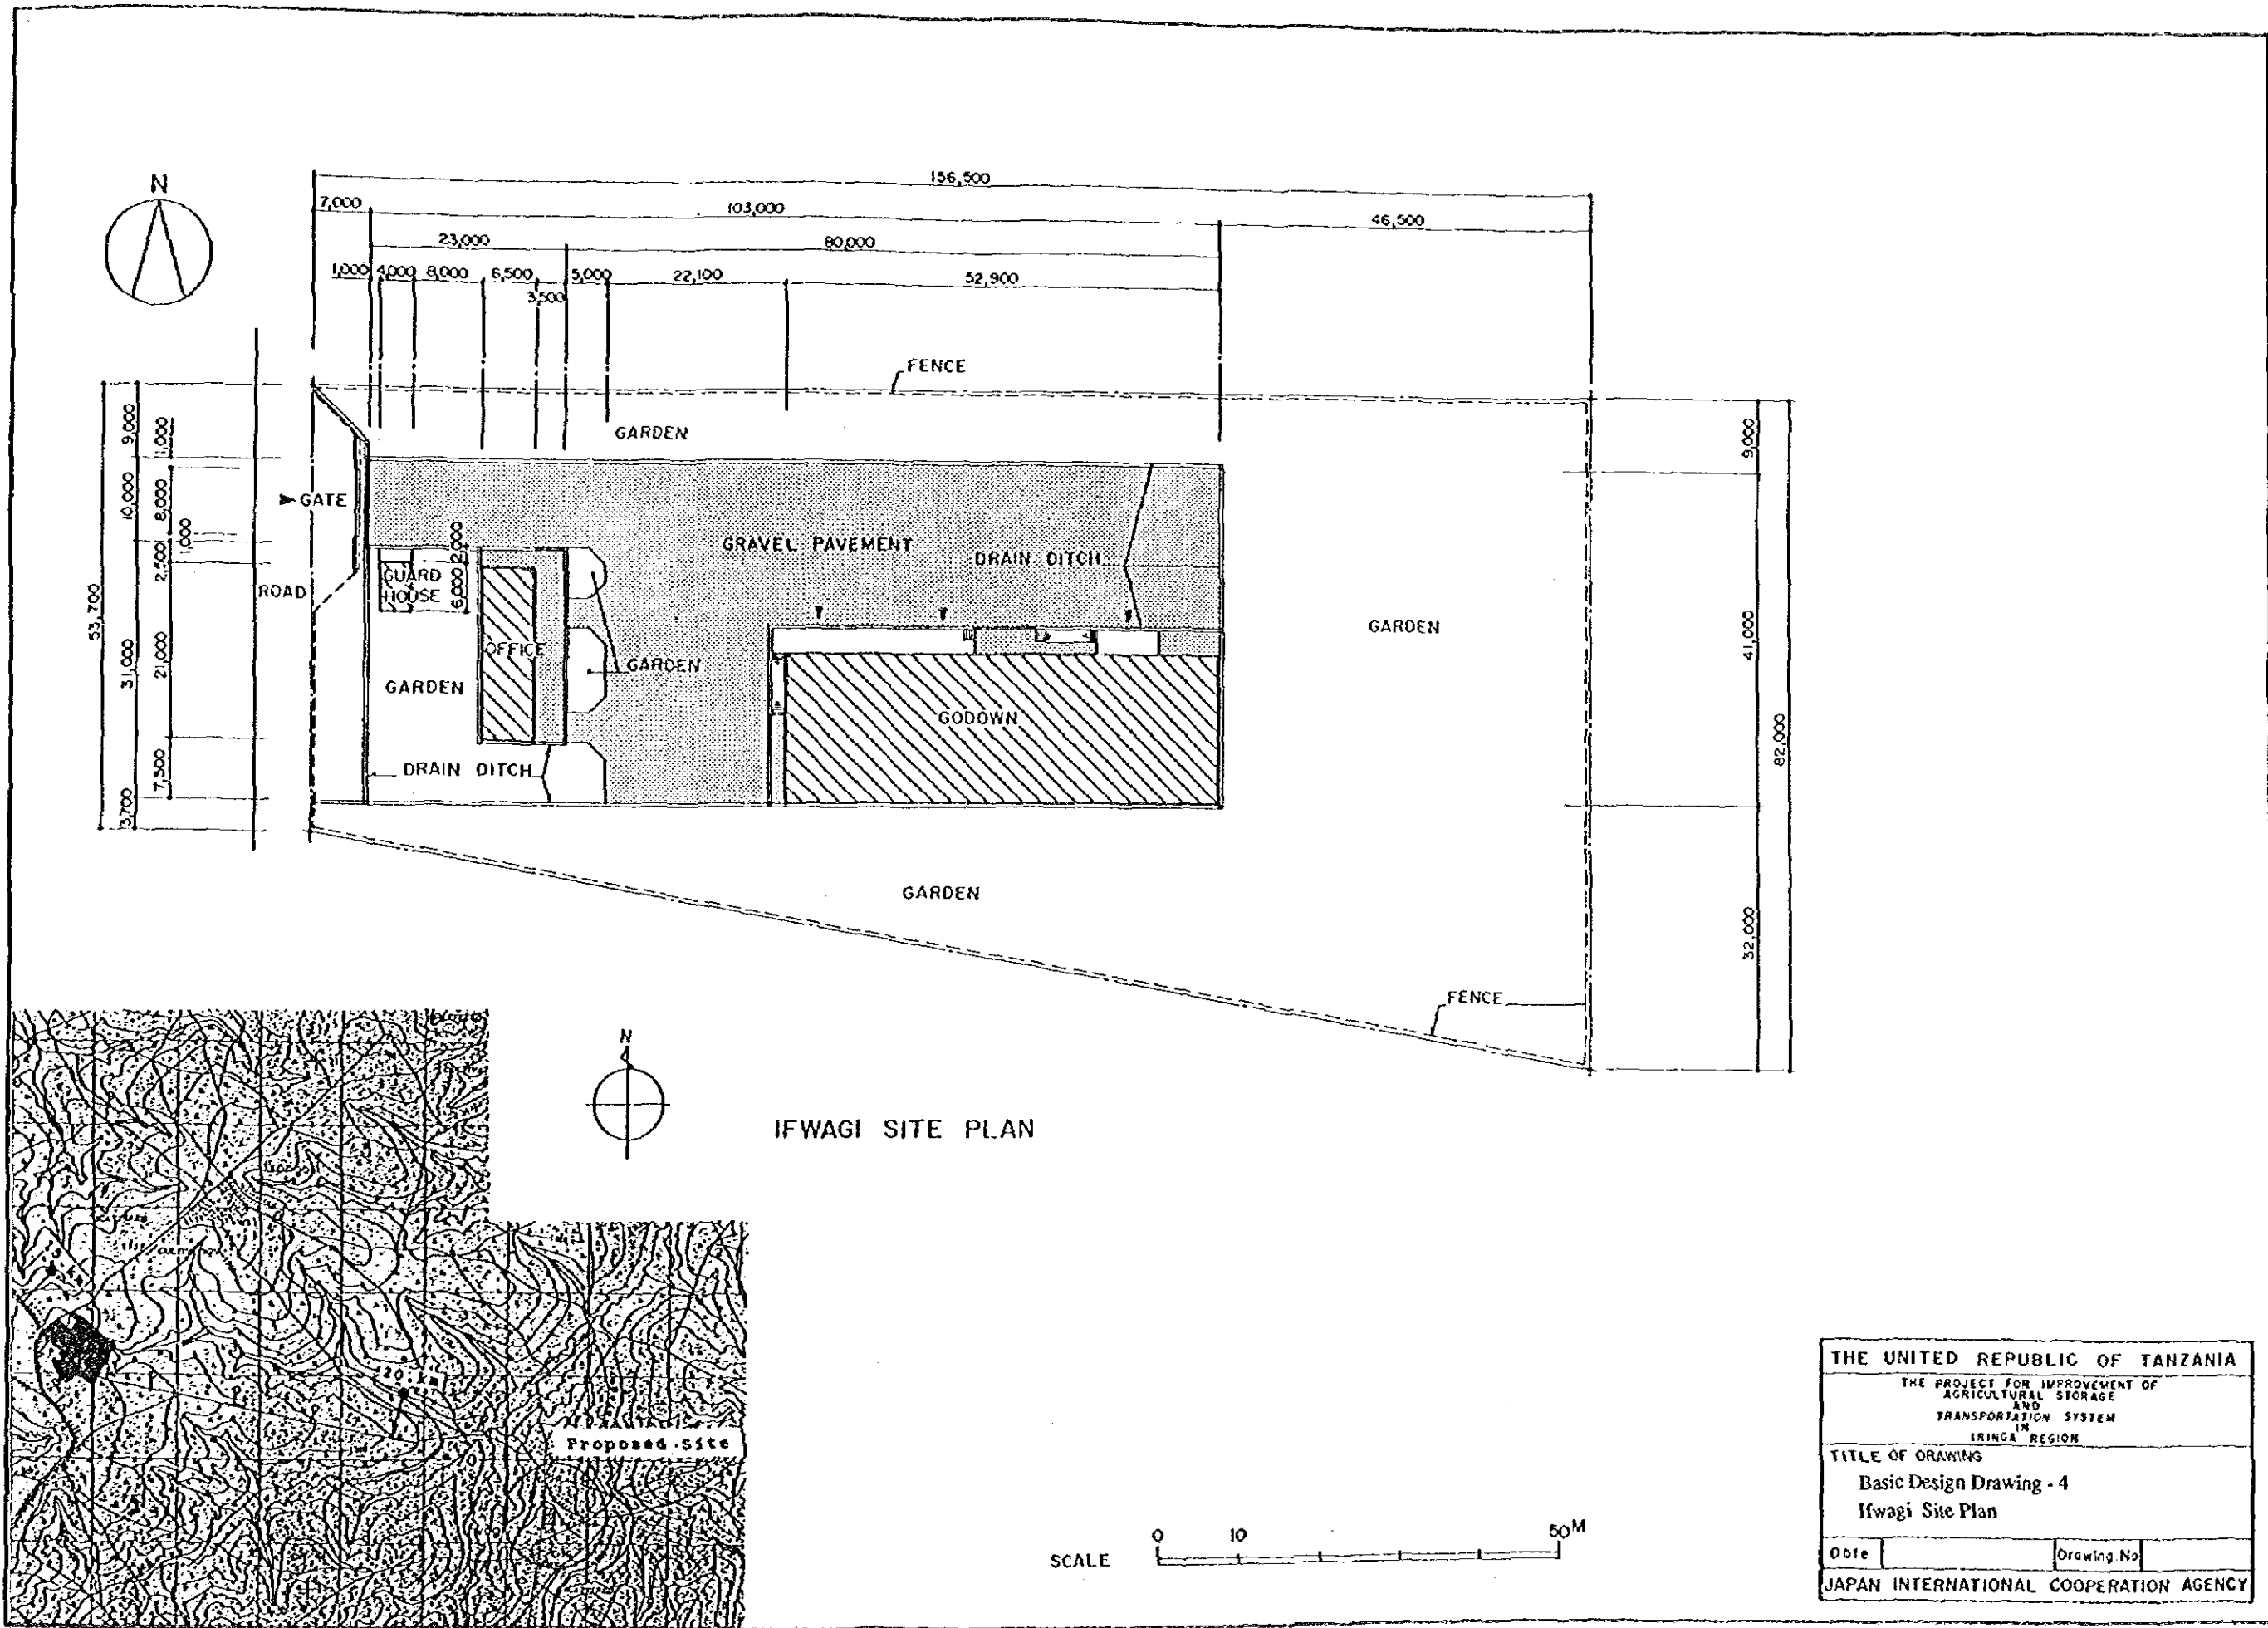 N
156,500
7,000
103,000
46,500
23,000
80,000
1,000 4,000 8,000 6,500 5,000 22,100 52,900
3,500
FENCE
GARDEN
GATE
GRAVEL PAVEMENT
DRAIN DITCH
GUARD
HOUSE
2,000
6,000
ROAD
OFFICE
GARDEN
GARDEN
GARDEN
GODOWN
DRAIN DITCH
GARDEN
FENCE
53,700
9,000
10,000
31,000
3,700
1,000
8,000
1,000
2,500
21,000
7,500
9,000
41,000
32,000
82,000
N
IFWAGI SITE PLAN
20 km
Proposed Site
SCALE 0 10 50M
THE UNITED REPUBLIC OF TANZANIA
THE PROJECT FOR IMPROVEMENT OF
AGRICULTURAL STORAGE
AND
TRANSPORTATION SYSTEM
IN
IRINGA REGION
TITLE OF DRAWING
Basic Design Drawing - 4
Ifwagi Site Plan
Date Drawing.No
JAPAN INTERNATIONAL COOPERATION AGENCY